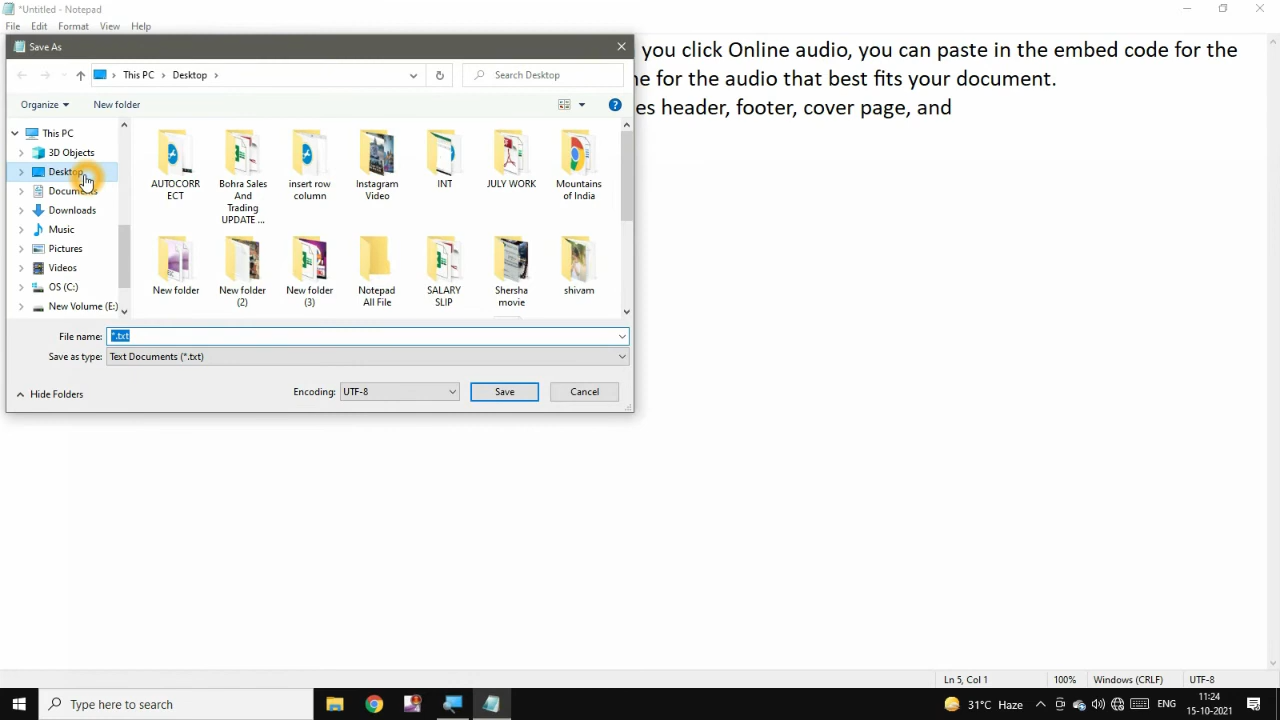 *Untitled - Notepad
File Edit Format View Help
you click Online audio, you can paste in the embed code for the
e for the audio that best fits your document.
es header, footer, cover page, and
Save As
This PC Desktop
Search Desktop
Organize New folder
This PC
3D Objects
Desktop
Documents
Downloads
Music
Pictures
Videos
OS (C:)
New Volume (E:)
AUTOCORR
ECT
Bohra Sales
And
Trading
UPDATE ...
insert row
column
Instagram
Video
INT
JULY WORK
Mountains
of India
New folder
New folder
(2)
New folder
(3)
Notepad
All File
SALARY
SLIP
Shersha
movie
shivam
File name: *.txt
Save as type: Text Documents (*.txt)
Hide Folders
Encoding: UTF-8 Save Cancel
Ln 5, Col 1 100% Windows (CRLF) UTF-8
Type here to search
31°C Haze
ENG
11:24
15-10-2021